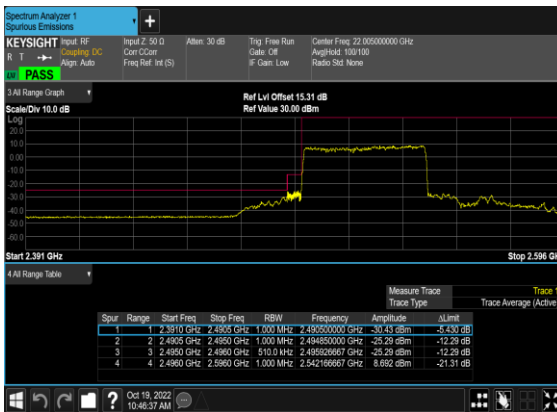 Spectrum Analyzer 1
Spurious Emissions
KEYSIGHT
R T
PASS
Input: RF
Coupling: DC
Align: Auto
Input Z: 50 Ω
Corr CCorr
Freq Ref: Int (S)
Atten: 30 dB
Trig: Free Run
Gate: Off
IF Gain: Low
Center Freq: 22.005000000 GHz
Avg|Hold: 100/100
Radio Std: None
3 All Range Graph
Scale/Div 10.0 dB
Ref Lvl Offset 15.31 dB
Ref Value 30.00 dBm
Log
20.0
10.0
0.00
-10.0
-20.0
-30.0
-40.0
-50.0
-60.0
Start 2.391 GHz
Stop 2.596 GH
4 All Range Table
Measure Trace Trace 1
Trace Type Trace Average (Active
Spur Range Start Freq Stop Freq RBW Frequency Amplitude ΔLimit
1 1 2.3910 GHz 2.4905 GHz 1.000 MHz 2.490500000 GHz -30.43 dBm -5.430 dB
2 2 2.4905 GHz 2.4950 GHz 1.000 MHz 2.494850000 GHz -25.29 dBm -12.29 dB
3 3 2.4950 GHz 2.4960 GHz 510.0 kHz 2.495926667 GHz -25.29 dBm -12.29 dB
4 4 2.4960 GHz 2.5960 GHz 1.000 MHz 2.542166667 GHz 8.692 dBm -21.31 dB
Oct 19, 2022
10:46:37 AM